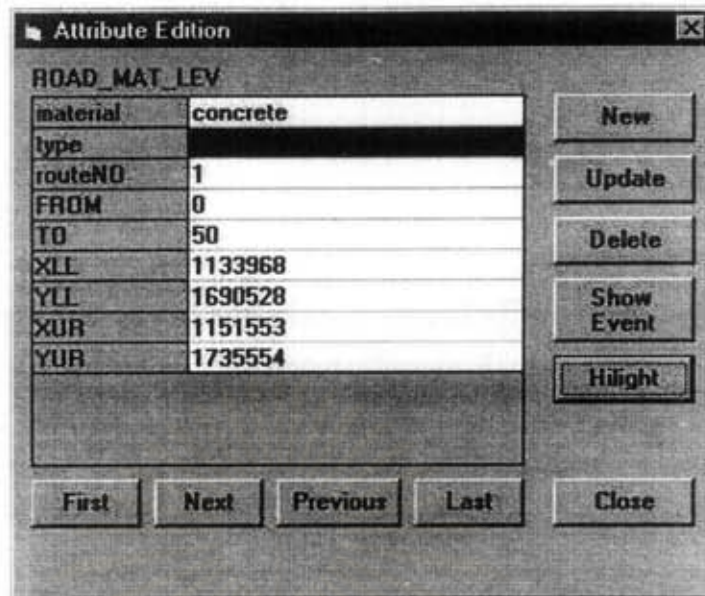 Attribute Edition
ROAD_MAT_LEV
material concrete
type
routeNO 1
FROM 0
TO 50
XLL 1133968
YLL 1690528
XUR 1151553
YUR 1735554
New
Update
Delete
Show
Event
Hilight
First Next Previous Last Close